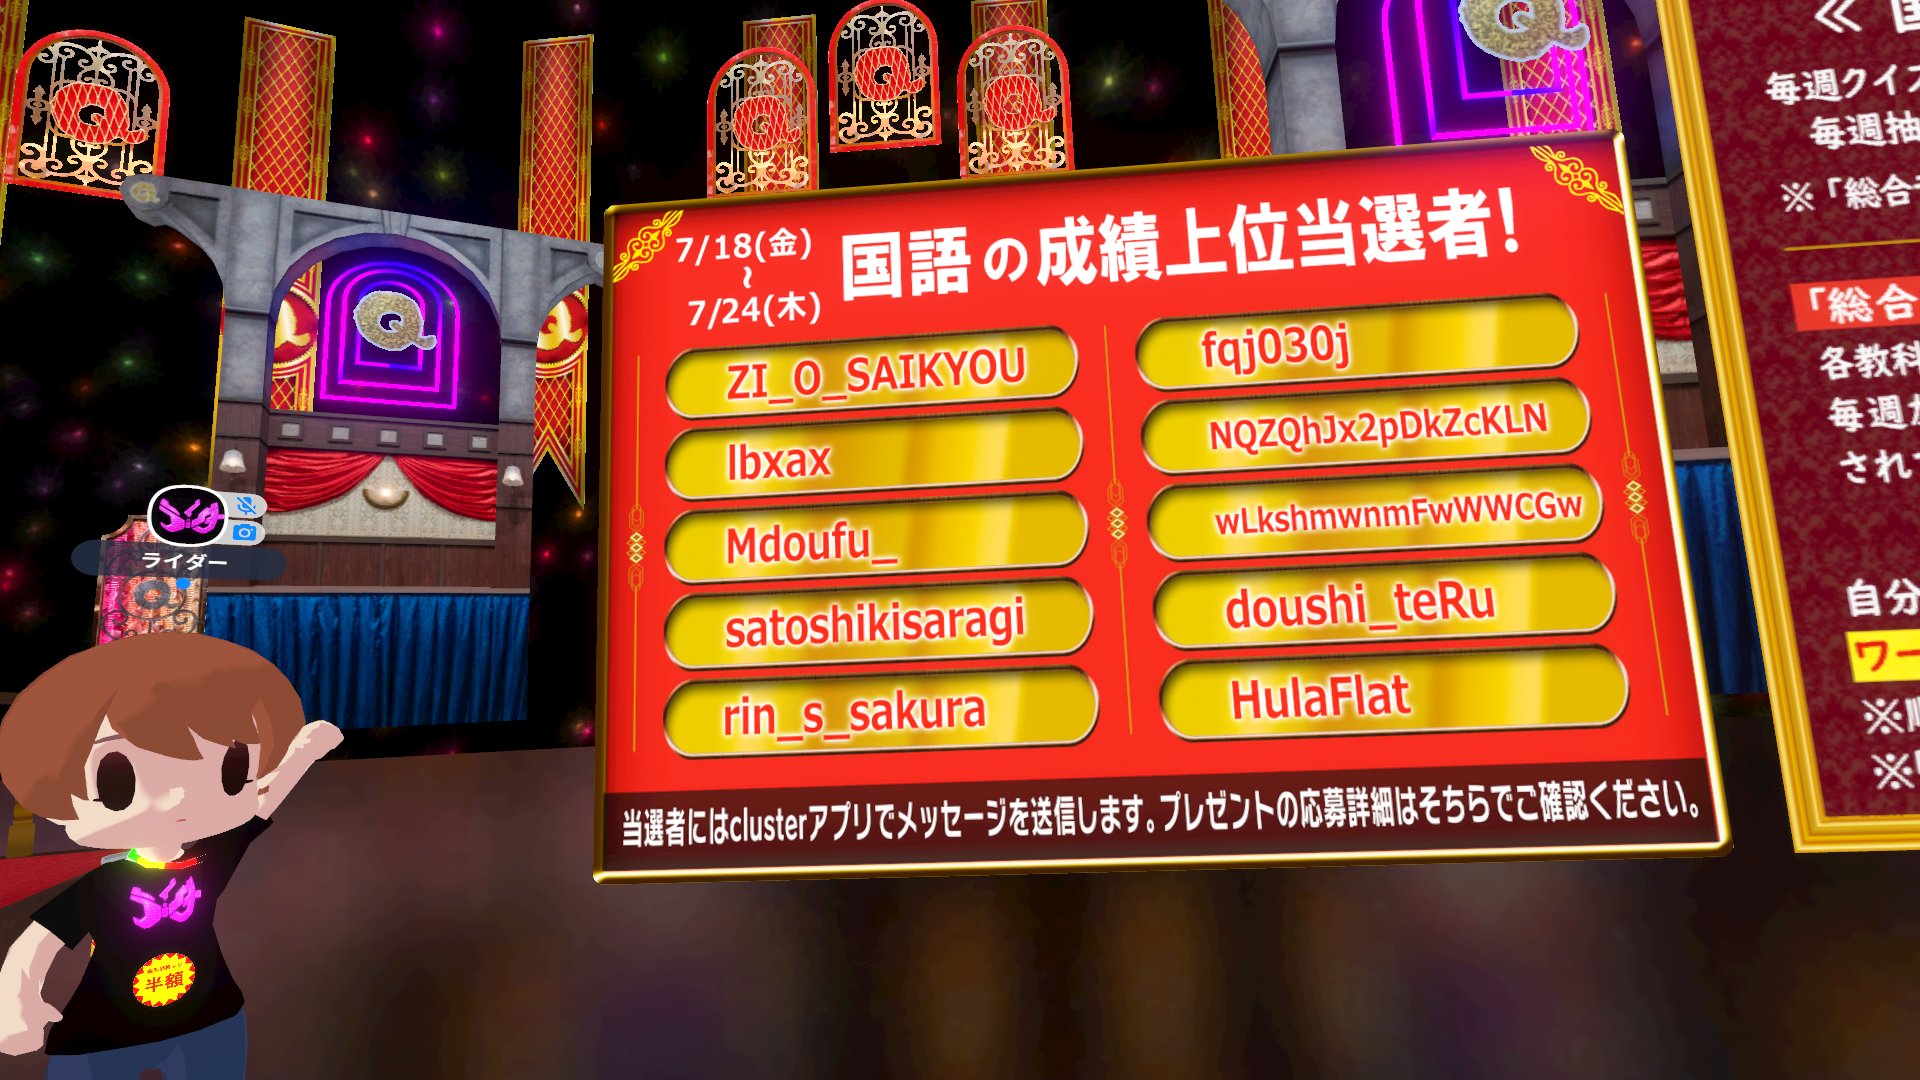 7/18(金)
～
7/24(木)
国語の成績上位当選者!
ZI_O_SAIKYOU
lbxax
Mdoufu_
satoshikisaragi
rin_s_sakura
fqj030j
NQZQhJx2pDkZcKLN
wLkshmwnmFwWWCGw
doushi_teRu
HulaFlat
当選者にはclusterアプリでメッセージを送信します。プレゼントの応募詳細はそちらでご確認ください。
≪ 国
毎週クイズ
毎週抽
※「総合
「総合
各教科
毎週
され
自分
ワー
※
※
ライダー
ライダー
半額
Q
Q
Q
Q
Q
Q